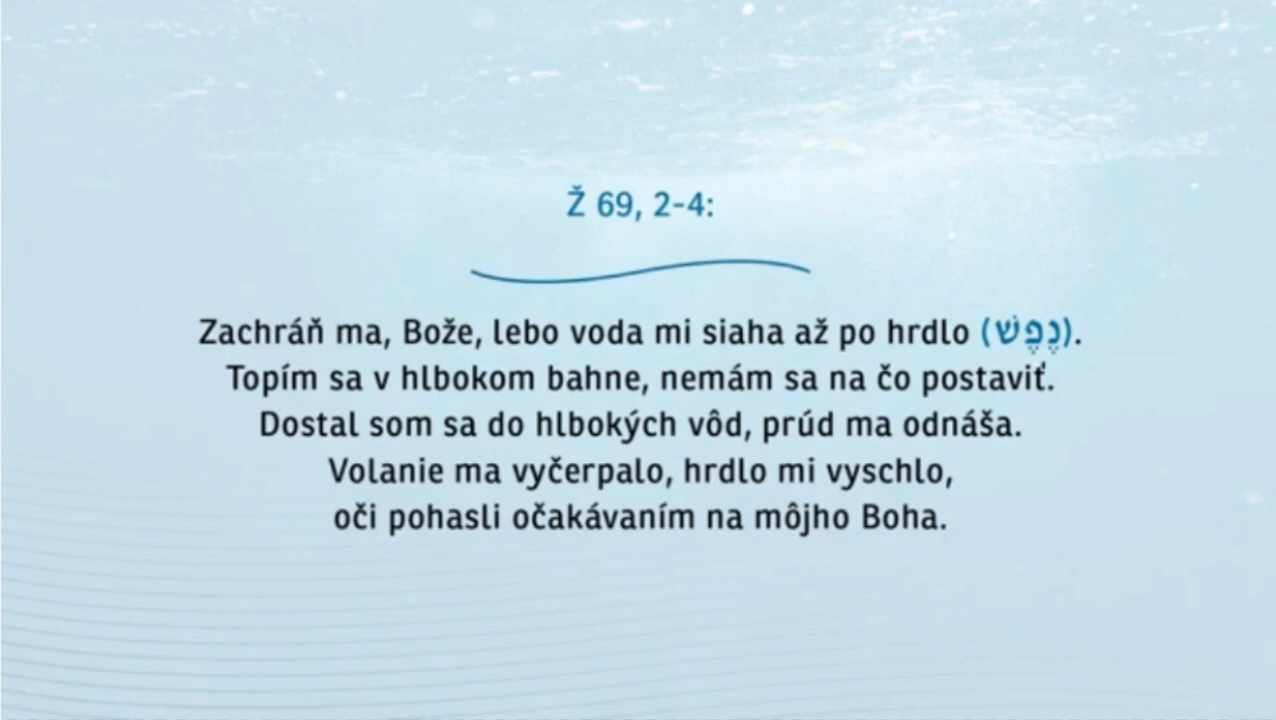 Ž 69, 2-4:
Zachráň ma, Bože, lebo voda mi siaha až po hrdlo (נֶפֶשׁ).
Topím sa v hlbokom bahne, nemám sa na čo postaviť.
Dostal som sa do hlbokých vôd, prúd ma odnáša.
Volanie ma vyčerpalo, hrdlo mi vyschlo,
oči pohasli očakávaním na môjho Boha.